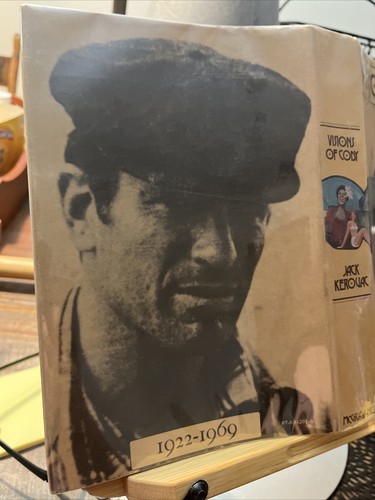 VISIONS
OF CODY
JACK
KEROUAC
1922-1969